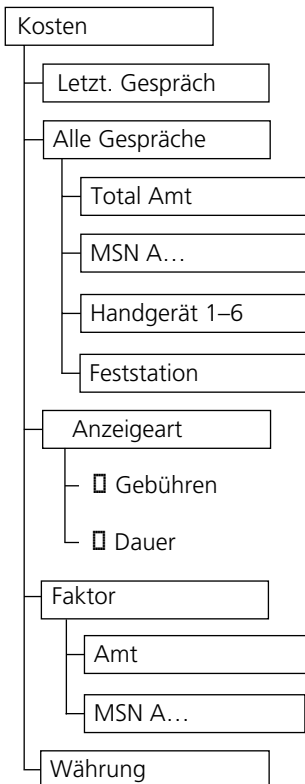 Kosten
Letzt. Gespräch
Alle Gespräche
Total Amt
MSN A…
Handgerät 1–6
Feststation
Anzeigeart
Gebühren
Dauer
Faktor
Amt
MSN A…
Währung